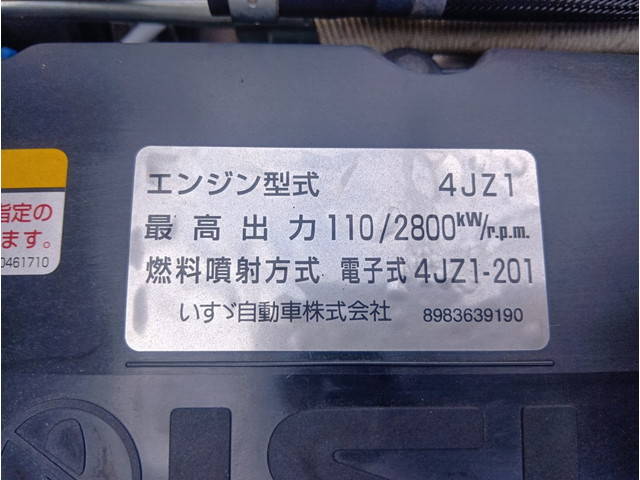 エンジン型式 4JZ1
最高出力 110/2800kW/r.p.m.
燃料噴射方式 電子式 4JZ1-201
いすゞ自動車株式会社 8983639190
指定の
ます。
0461710